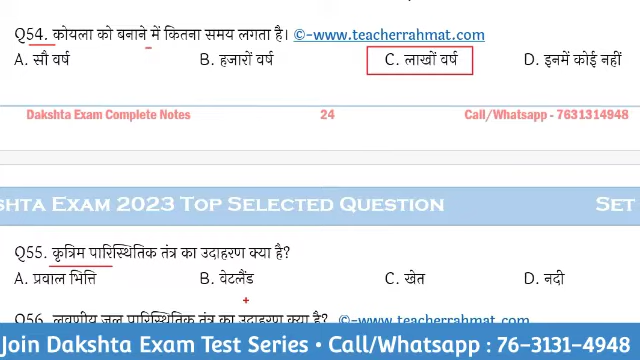 Q54. कोयला को बनाने में कितना समय लगता है। ©-www.teacherrahmat.com
A. सौ वर्ष B. हजारों वर्ष C. लाखों वर्ष D. इनमें कोई नहीं
Dakshta Exam Complete Notes 24 Call/Whatsapp - 7631314948
Exam 2023 Top Selected Question Set
Q55. कृत्रिम पारिस्थितिक तंत्र का उदाहरण क्या है?
A. प्रवाल भित्ति B. वेटलैंड C. खेत D. नदी
Q56. लवणीय जल पारिस्थितिक तंत्र का उदाहरण क्या है? ©-www.teacherrahmat.com
Join Dakshta Exam Test Series • Call/Whatsapp : 76-3131-4948